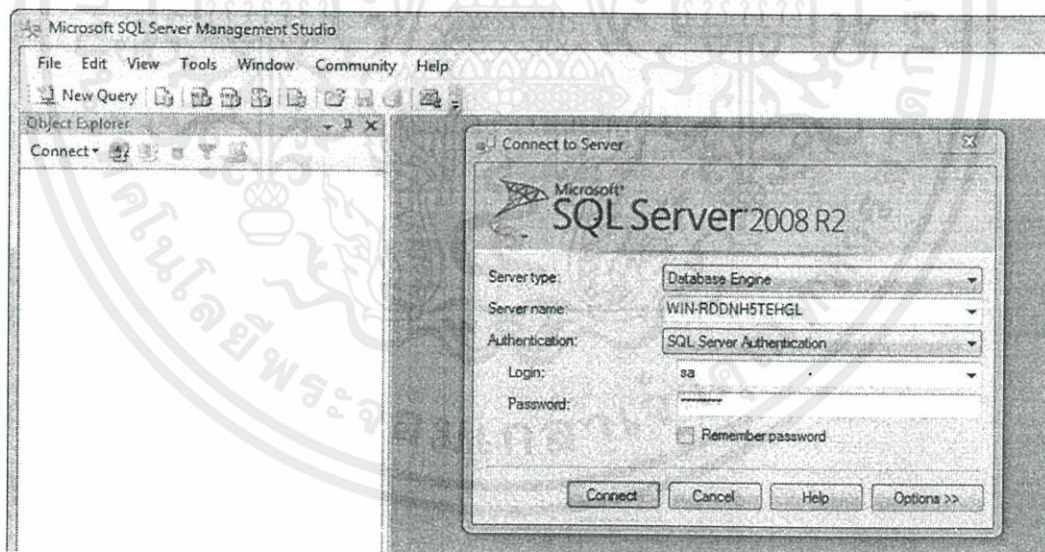 Microsoft SQL Server Management Studio
File Edit View Tools Window Community Help
New Query
Object Explorer
Connect
Connect to Server
Microsoft
SQL Server 2008 R2
Server type: Database Engine
Server name: WIN-RDDNH5TEHGL
Authentication: SQL Server Authentication
Login: sa
Password:
Remember password
Connect Cancel Help Options >>